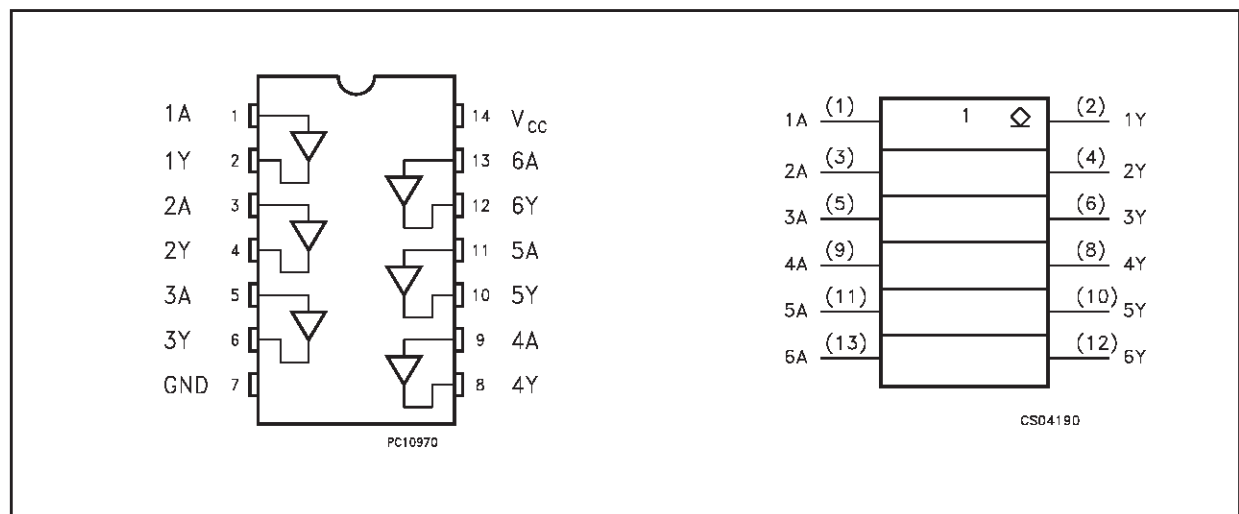 1A 1 14 VCC
1Y 2 13 6A
2A 3 12 6Y
2Y 4 11 5A
3A 5 10 5Y
3Y 6 9 4A
GND 7 8 4Y
PC10970
1A (1) 1 (2) 1Y
2A (3) (4) 2Y
3A (5) (6) 3Y
4A (9) (8) 4Y
5A (11) (10) 5Y
6A (13) (12) 6Y
CS04190